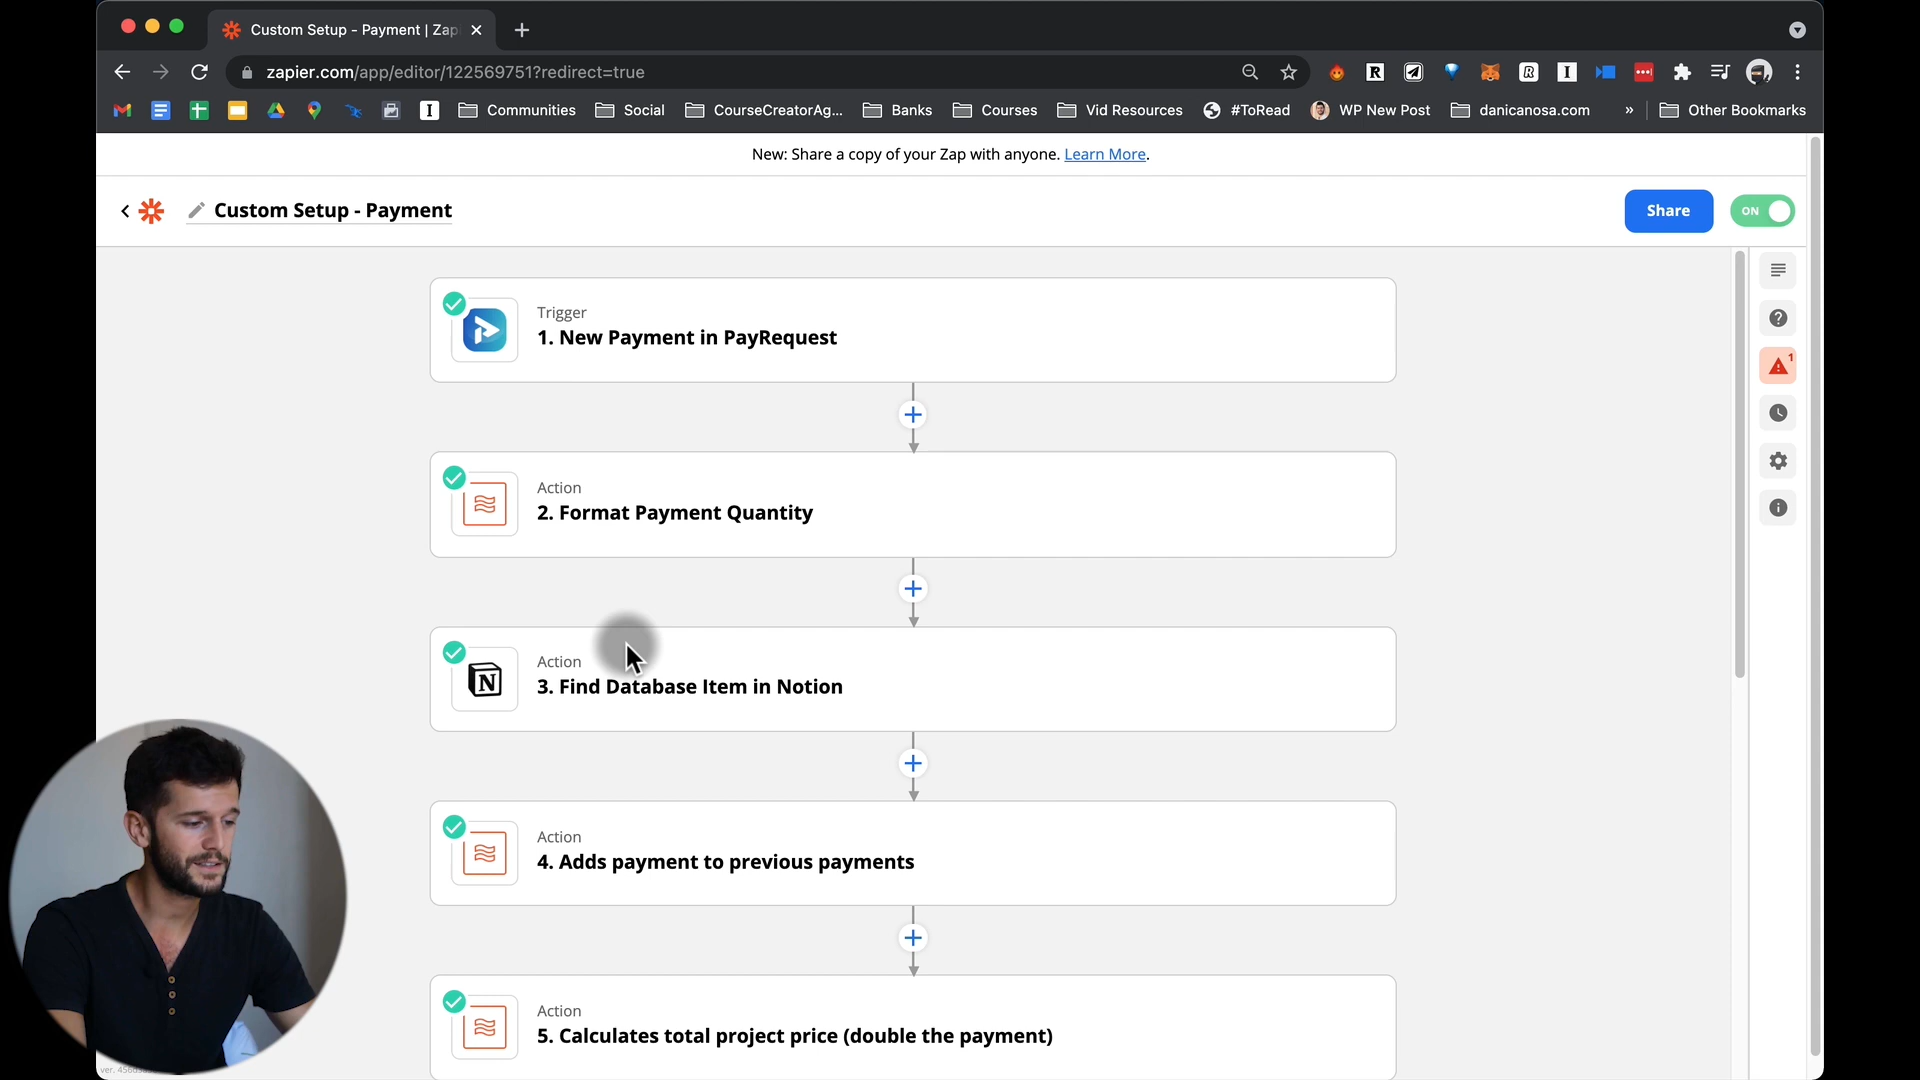 Custom Setup - Payment | Zap
zapier.com/app/editor/122569751?redirect=true
Communities
Social
CourseCreatorAg...
Banks
Courses
Vid Resources
#ToRead
WP New Post
danicanosa.com
»
Other Bookmarks
New: Share a copy of your Zap with anyone. Learn More.
Custom Setup - Payment
Share
ON
Trigger
1. New Payment in PayRequest
1
Action
2. Format Payment Quantity
Action
3. Find Database Item in Notion
Action
4. Adds payment to previous payments
Action
5. Calculates total project price (double the payment)